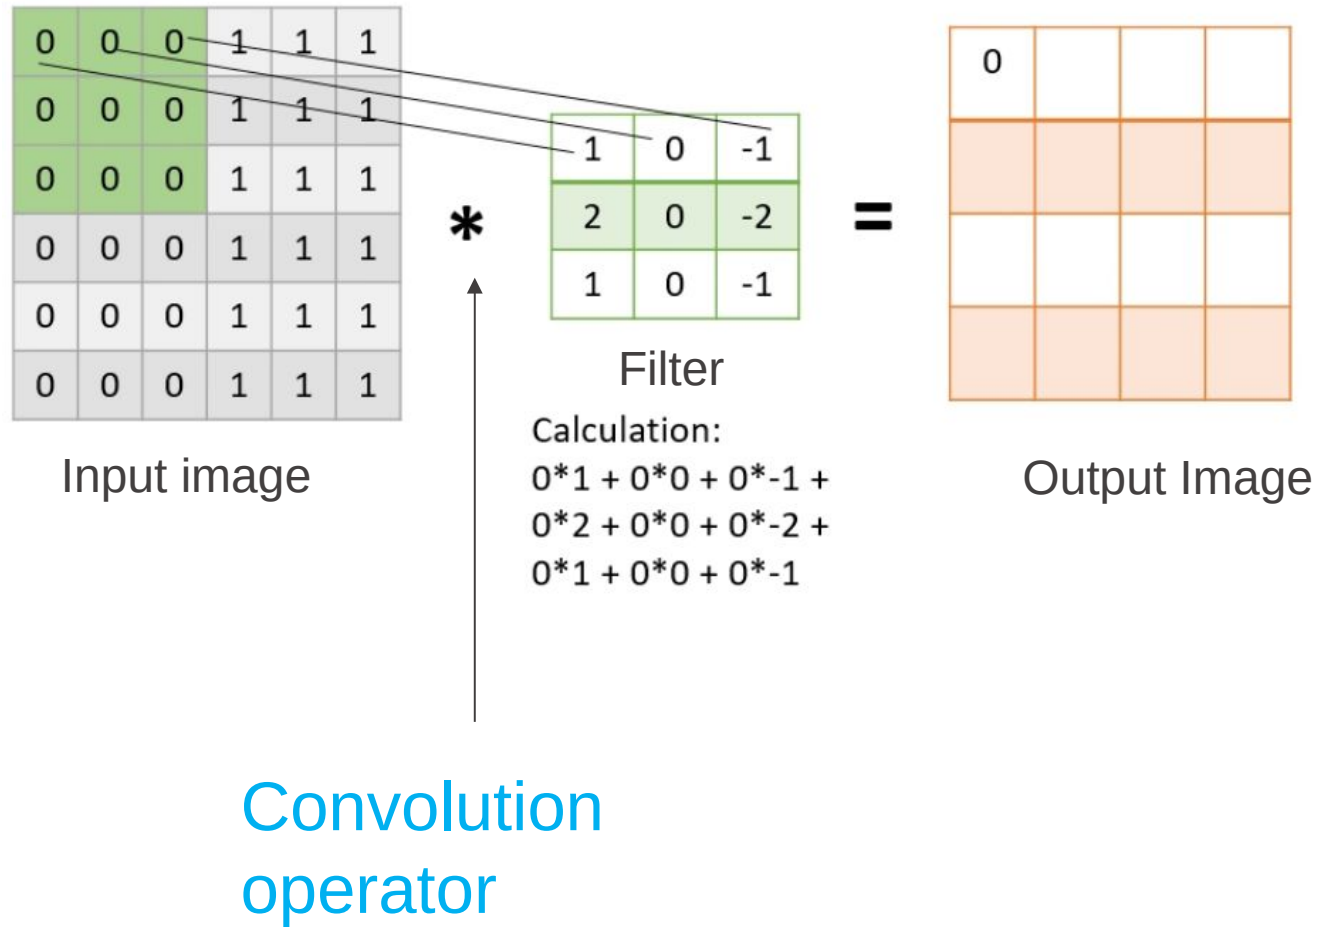 0 0 0 1 1 1
0 0 0 1 1 1
0 0 0 1 1 1
0 0 0 1 1 1
0 0 0 1 1 1
0 0 0 1 1 1
Input image
*
1 0 -1
2 0 -2
1 0 -1
Filter
Calculation:
0*1 + 0*0 + 0*-1 +
0*2 + 0*0 + 0*-2 +
0*1 + 0*0 + 0*-1
=
0
Output Image
Convolution
operator